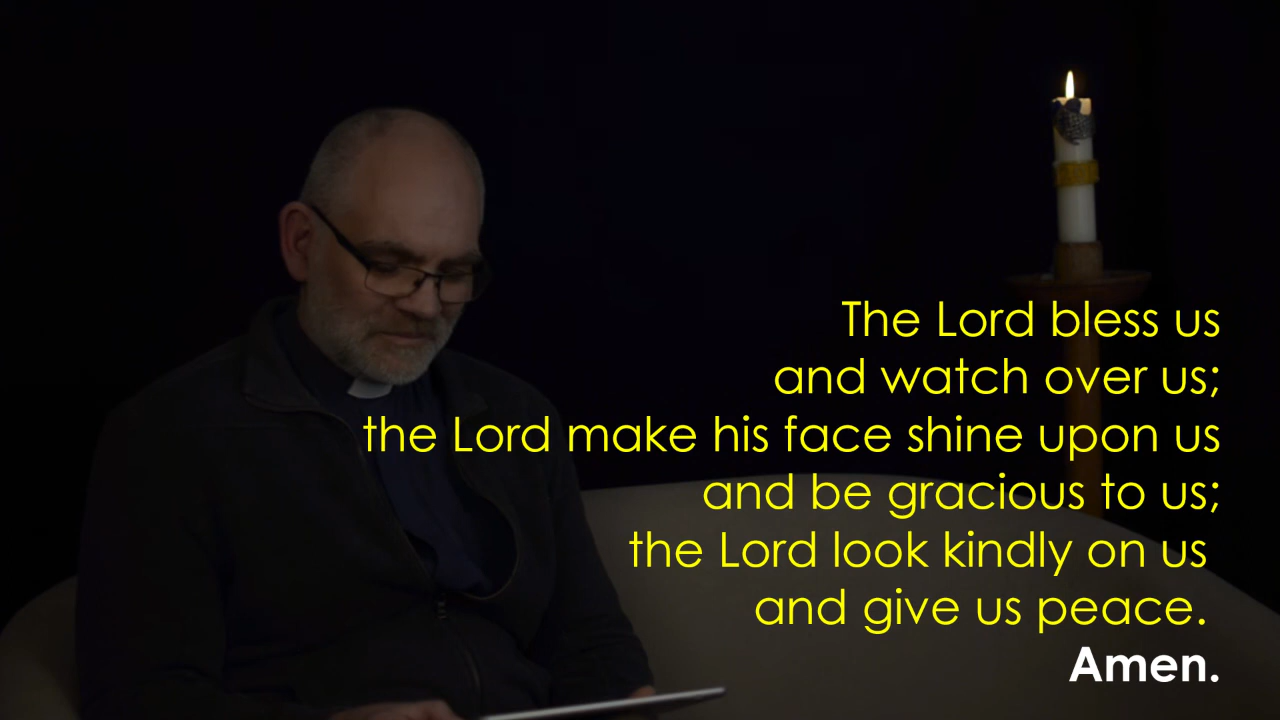 The Lord bless us
and watch over us;
the Lord make his face shine upon us
and be gracious to us;
the Lord look kindly on us
and give us peace.
Amen.